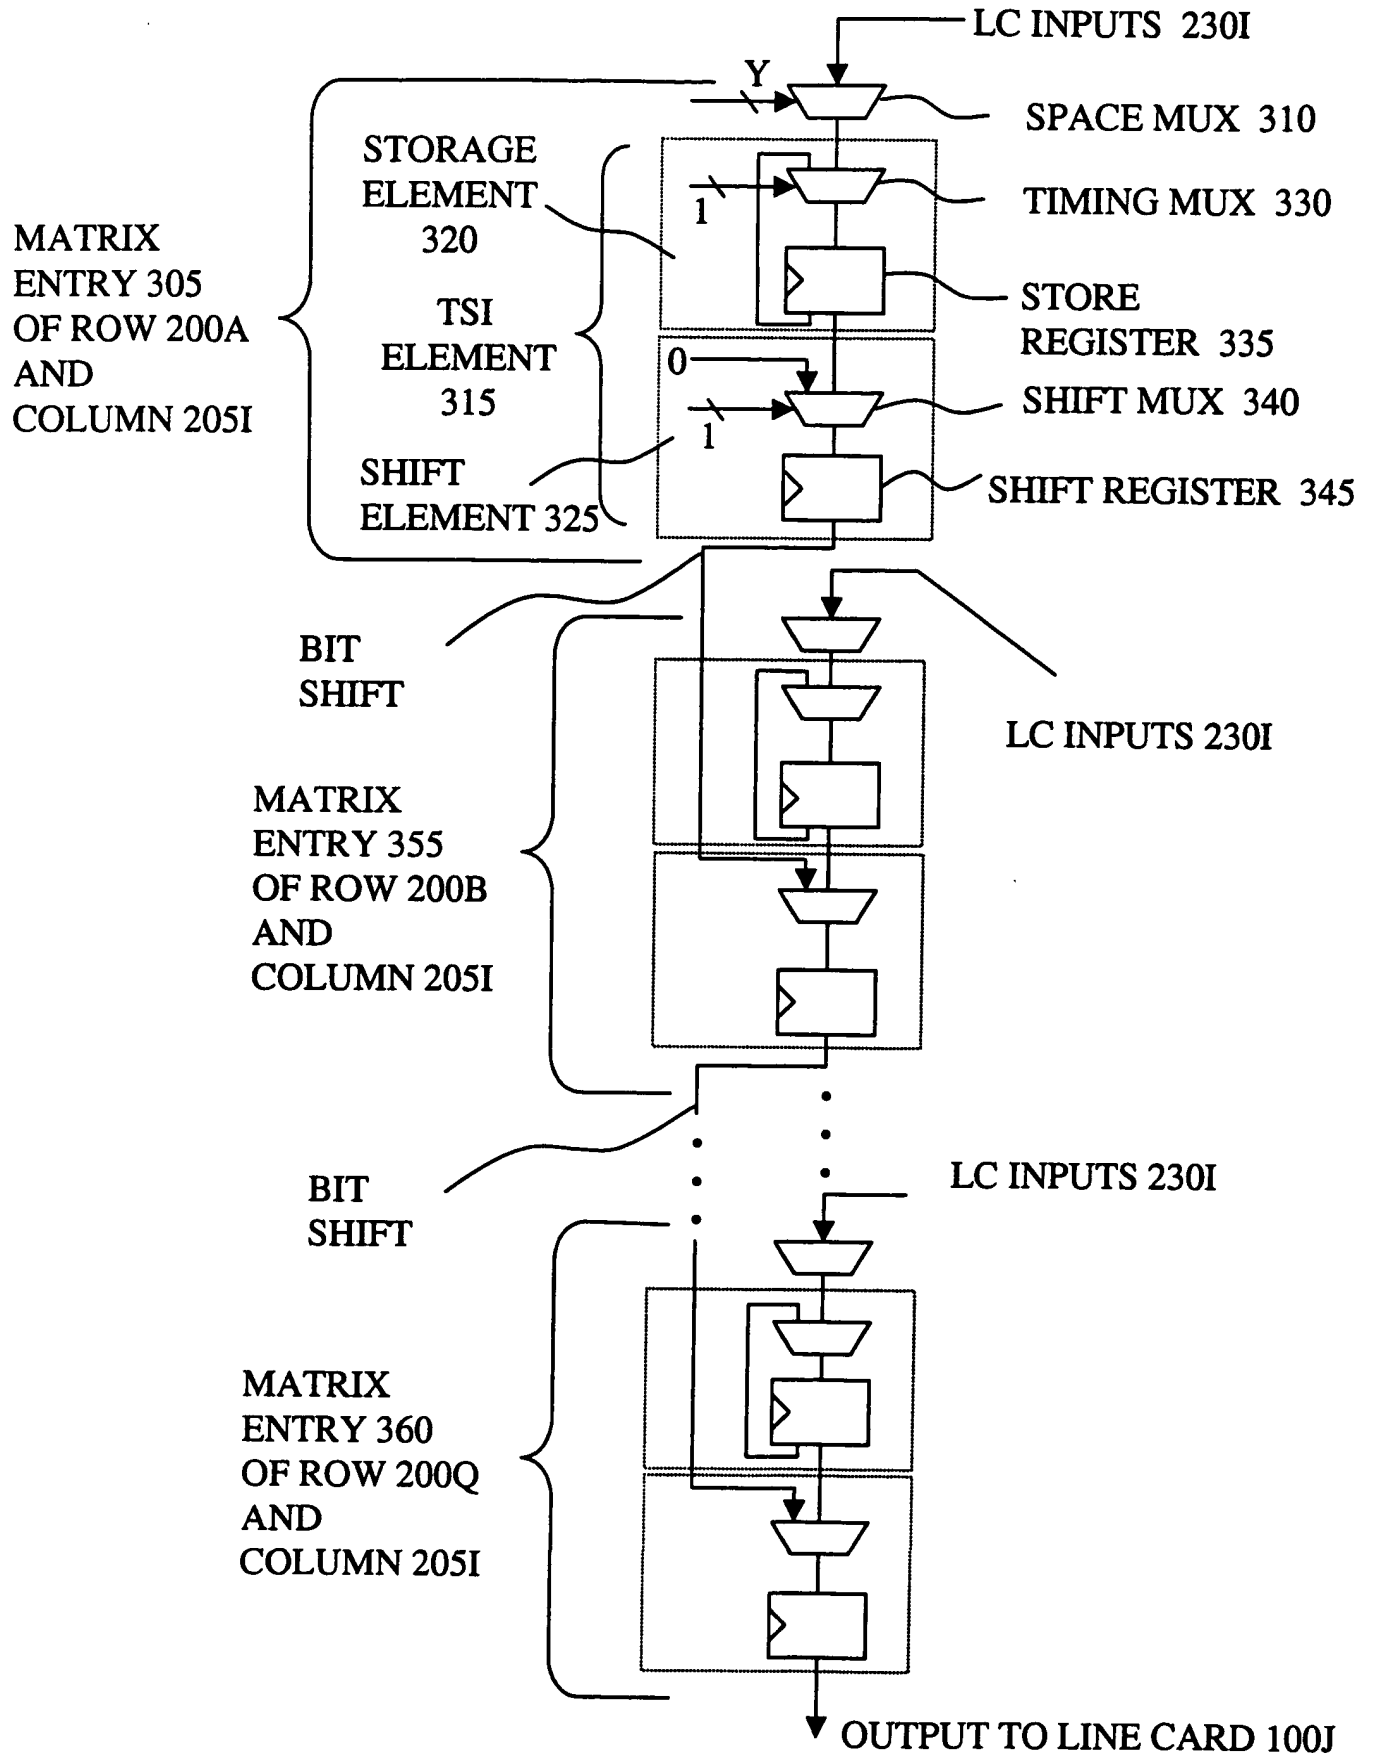 LC INPUTS 230I
Y
SPACE MUX 310
STORAGE
ELEMENT
320
1
TIMING MUX 330
MATRIX
ENTRY 305
OF ROW 200A
AND
COLUMN 205I
TSI
ELEMENT
315
STORE
REGISTER 335
0
1
SHIFT MUX 340
SHIFT
ELEMENT 325
SHIFT REGISTER 345
BIT
SHIFT
LC INPUTS 230I
MATRIX
ENTRY 355
OF ROW 200B
AND
COLUMN 205I
BIT
SHIFT
LC INPUTS 230I
MATRIX
ENTRY 360
OF ROW 200Q
AND
COLUMN 205I
OUTPUT TO LINE CARD 100J